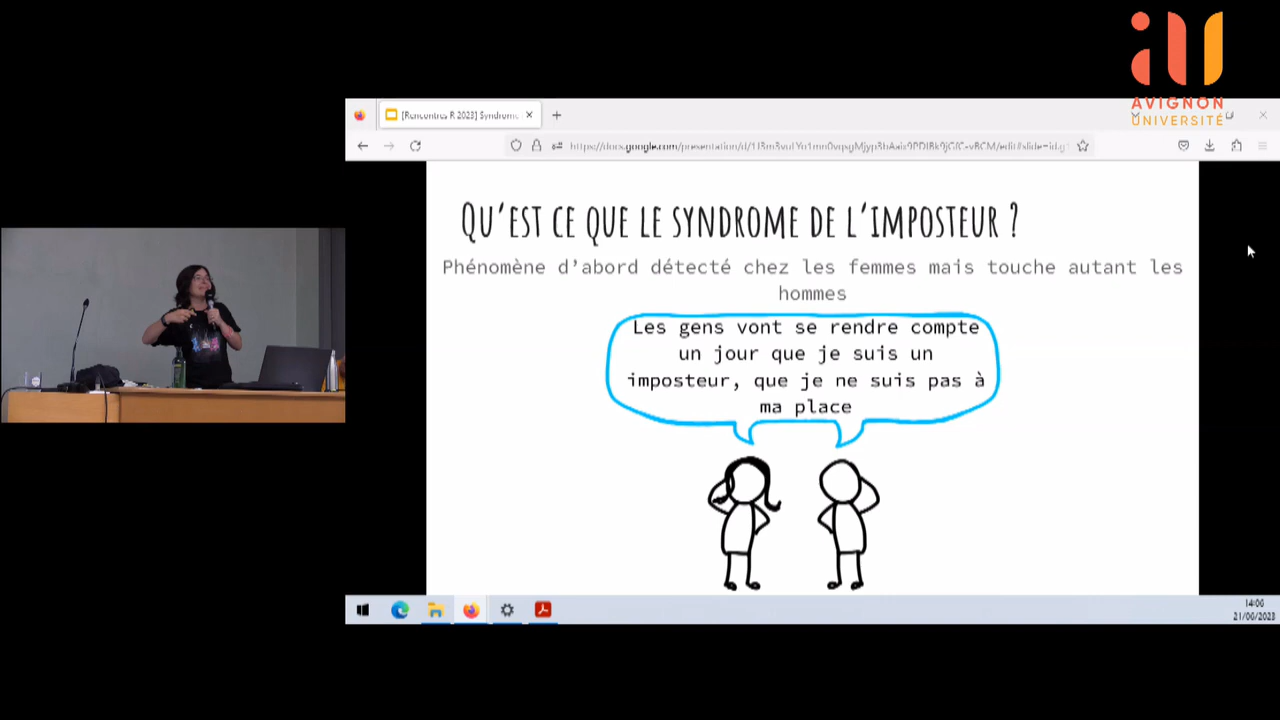 AVIGNON
UNIVERSITÉ
[Rencontres R 2023] Syndrome
QU'EST CE QUE LE SYNDROME DE L'IMPOSTEUR ?
Phénomène d'abord détecté chez les femmes mais touche autant les
hommes
Les gens vont se rendre compte
un jour que je suis un
imposteur, que je ne suis pas à
ma place
14:00
21/06/2023